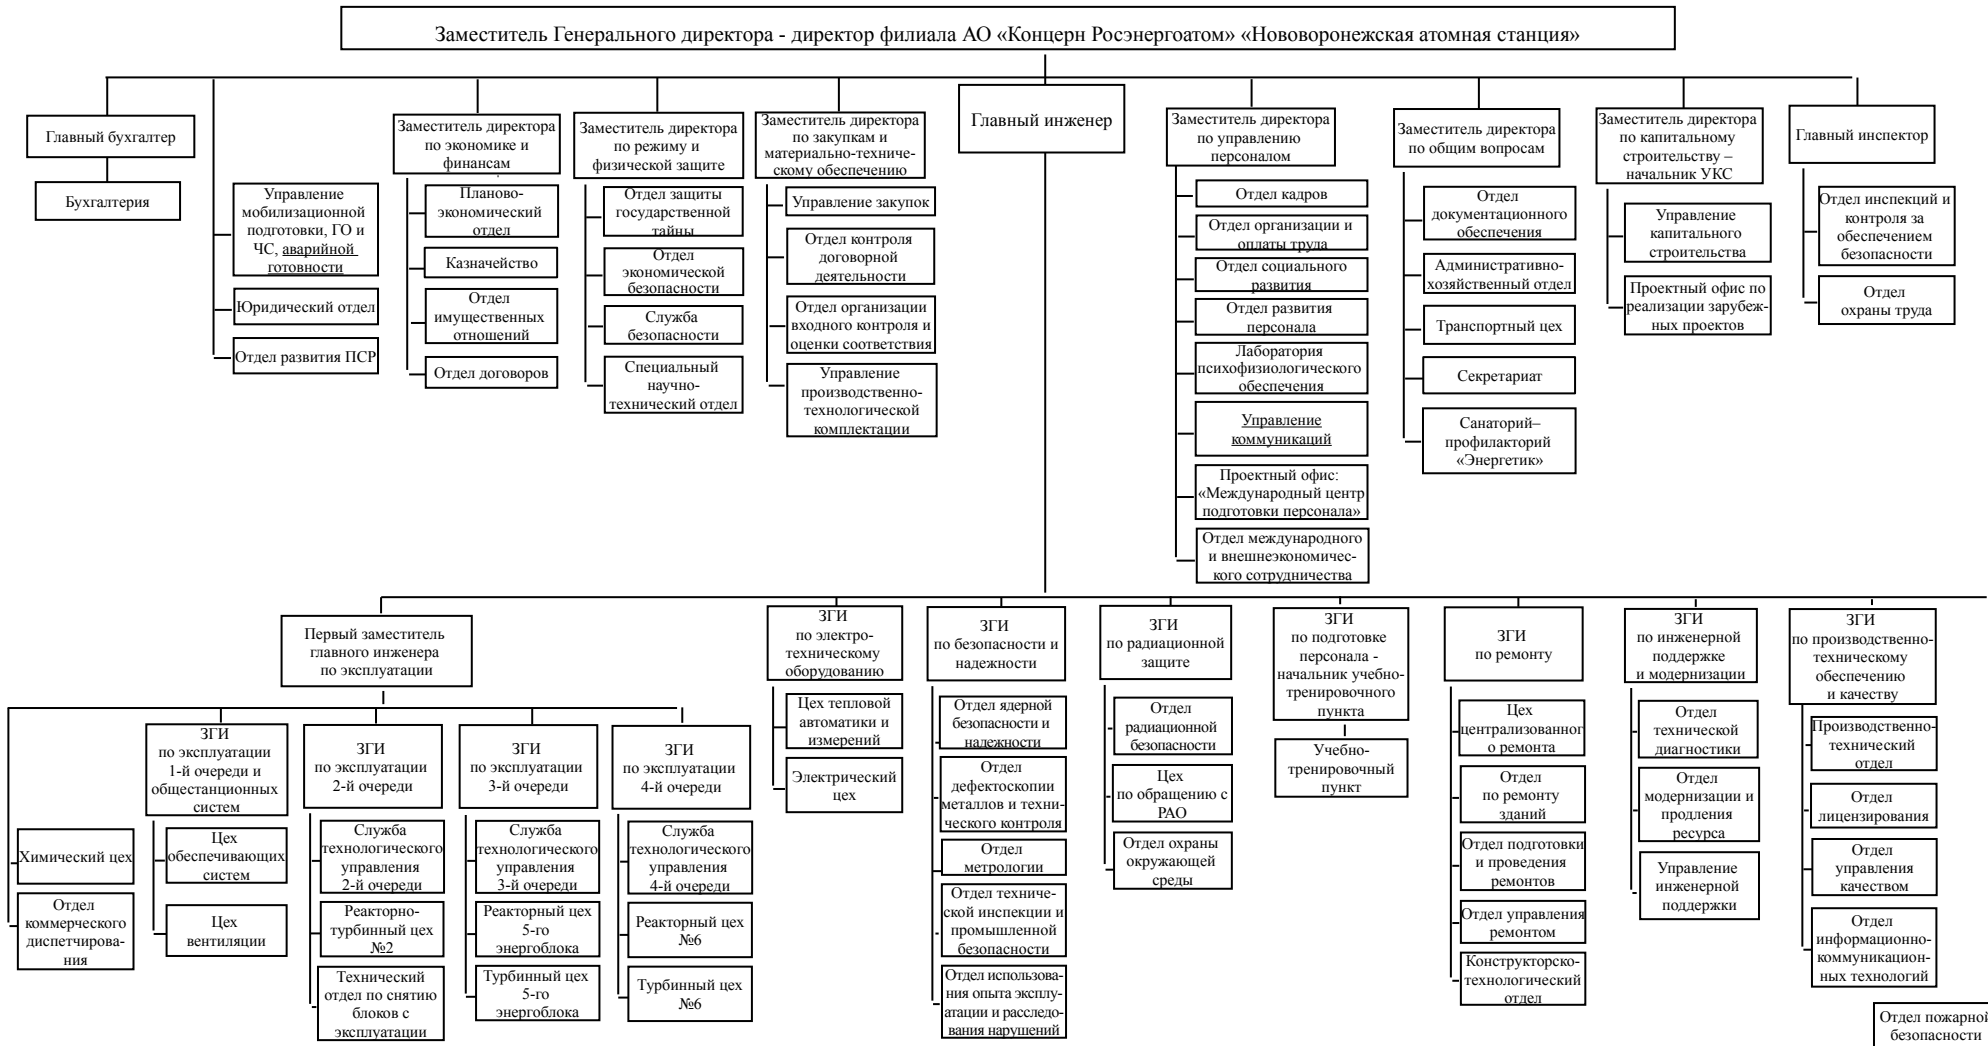 Заместитель Генерального директора - директор филиала АО «Концерн Росэнергоатом» «Нововоронежская атомная станция»
Главный бухгалтер
Бухгалтерия
Управление
мобилизационной
подготовки, ГО и
ЧС, аварийной
готовности
Юридический отдел
Отдел развития ПСР
Заместитель директора
по экономике и
финансам
Планово-
экономический
отдел
Казначейство
Отдел
имущественных
отношений
Отдел договоров
Заместитель директора
по режиму и
физической защите
Отдел защиты
государственной
тайны
Отдел
экономической
безопасности
Служба
безопасности
Специальный
научно-
технический отдел
Заместитель директора
по закупкам и
материально-техниче-
скому обеспечению
Управление закупок
Отдел контроля
договорной
деятельности
Отдел организации
входного контроля и
оценки соответствия
Управление
производственно-
технологической
комплектации
Главный инженер
Заместитель директора
по управлению
персоналом
Отдел кадров
Отдел организации и
оплаты труда
Отдел социального
развития
Отдел развития
персонала
Лаборатория
психофизиологического
обеспечения
Управление
коммуникаций
Проектный офис:
«Международный центр
подготовки персонала»
Отдел международного
и внешнеэкономичес-
кого сотрудничества
Заместитель директора
по общим вопросам
Отдел
документационного
обеспечения
Административно-
хозяйственный отдел
Транспортный цех
Секретариат
Санаторий–
профилакторий
«Энергетик»
Заместитель директора
по капитальному
строительству –
начальник УКС
Управление
капитального
строительства
Проектный офис по
реализации зарубеж-
ных проектов
Главный инспектор
Отдел инспекций и
контроля за
обеспечением
безопасности
Отдел
охраны труда
Первый заместитель
главного инженера
по эксплуатации
Химический цех
Отдел
коммерческого
диспетчирова-
ния
ЗГИ
по эксплуатации
1-й очереди и
общестанционных
систем
Цех
обеспечивающих
систем
Цех
вентиляции
ЗГИ
по эксплуатации
2-й очереди
Служба
технологического
управления
2-й очереди
Реакторно-
турбинный цех
№2
Технический
отдел по снятию
блоков с
эксплуатации
ЗГИ
по эксплуатации
3-й очереди
Служба
технологического
управления
3-й очереди
Реакторный цех
5-го
энергоблока
Турбинный цех
5-го
энергоблока
ЗГИ
по эксплуатации
4-й очереди
Служба
технологического
управления
4-й очереди
Реакторный цех
№6
Турбинный цех
№6
ЗГИ
по электро-
техническому
оборудованию
Цех тепловой
автоматики и
измерений
Электрический
цех
ЗГИ
по безопасности и
надежности
Отдел ядерной
безопасности и
надежности
Отдел
дефектоскопии
металлов и техни-
ческого контроля
Отдел
метрологии
Отдел техниче-
ской инспекции и
промышленной
безопасности
Отдел использова-
ния опыта эксплу-
атации и расследо-
вания нарушений
ЗГИ
по радиационной
защите
Отдел
радиационной
безопасности
Цех
по обращению с
РАО
Отдел охраны
окружающей
среды
ЗГИ
по подготовке
персонала -
начальник учебно-
тренировочного
пункта
Учебно-
тренировочный
пункт
ЗГИ
по ремонту
Цех
централизованног
о ремонта
Отдел
по ремонту
зданий
Отдел подготовки
и проведения
ремонтов
Отдел управления
ремонтом
Конструкторско-
технологический
отдел
ЗГИ
по инженерной
поддержке
и модернизации
Отдел
технической
диагностики
Отдел
модернизации и
продления
ресурса
Управление
инженерной
поддержки
ЗГИ
по производственно-
техническому
обеспечению
и качеству
Производственно-
технический
отдел
Отдел
лицензирования
Отдел
управления
качеством
Отдел
информационно-
коммуникацион-
ных технологий
Отдел пожарной
безопасности